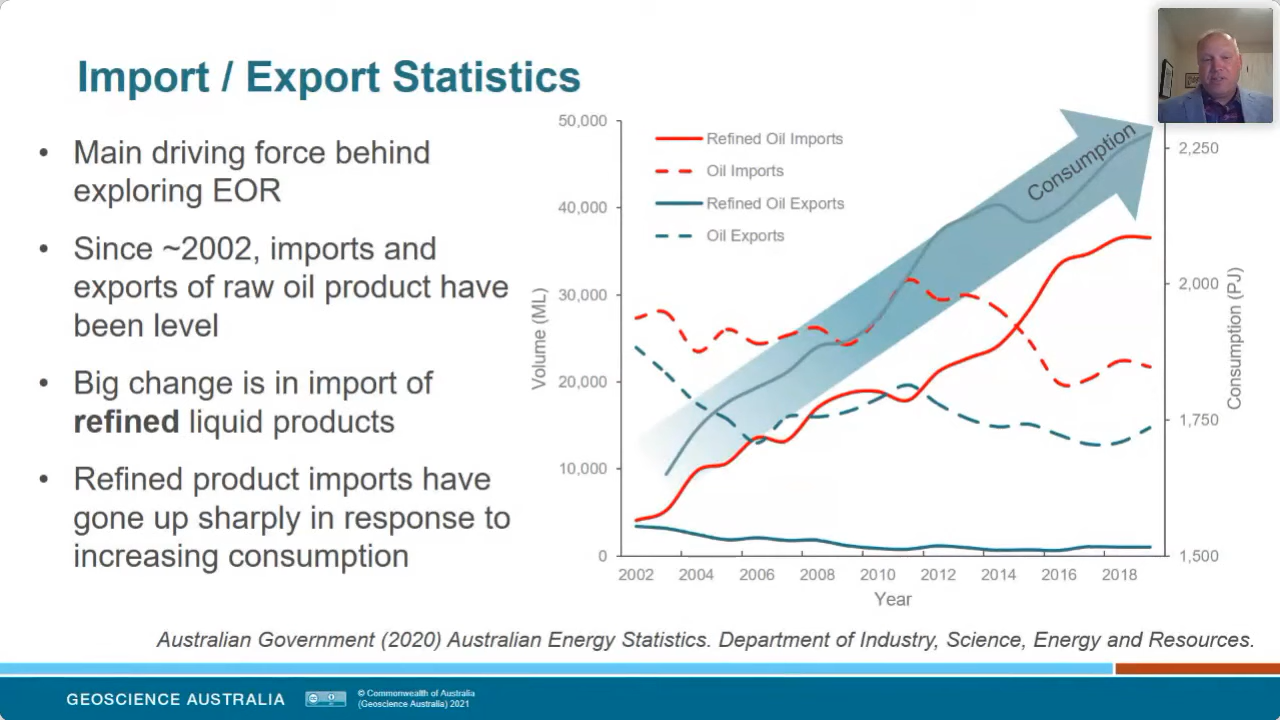 Import / Export Statistics
• Main driving force behind
exploring EOR
• Since ~2002, imports and
exports of raw oil product have
been level
• Big change is in import of
refined liquid products
• Refined product imports have
gone up sharply in response to
increasing consumption
50,000
40,000
30,000
20,000
10,000
0
Volume (ML)
Refined Oil Imports
Oil Imports
Refined Oil Exports
Oil Exports
Consumption
2,250
2,000
1,750
1,500
Consumption (PJ)
2002 2004 2006 2008 2010 2012 2014 2016 2018
Year
Australian Government (2020) Australian Energy Statistics. Department of Industry, Science, Energy and Resources.
GEOSCIENCE AUSTRALIA
© Commonwealth of Australia
(Geoscience Australia) 2021